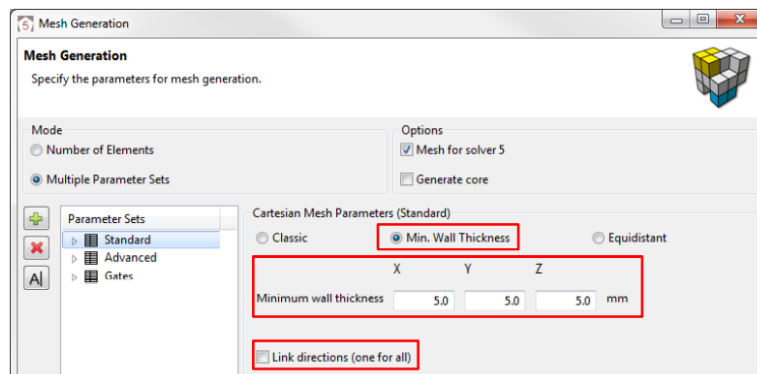 5 Mesh Generation
Mesh Generation
Specify the parameters for mesh generation.
Mode
Number of Elements
Multiple Parameter Sets
Options
Mesh for solver 5
Generate core
A|
Parameter Sets
Standard
Advanced
Gates
Cartesian Mesh Parameters (Standard)
Classic Min. Wall Thickness Equidistant
X Y Z
Minimum wall thickness 5.0 5.0 5.0 mm
Link directions (one for all)